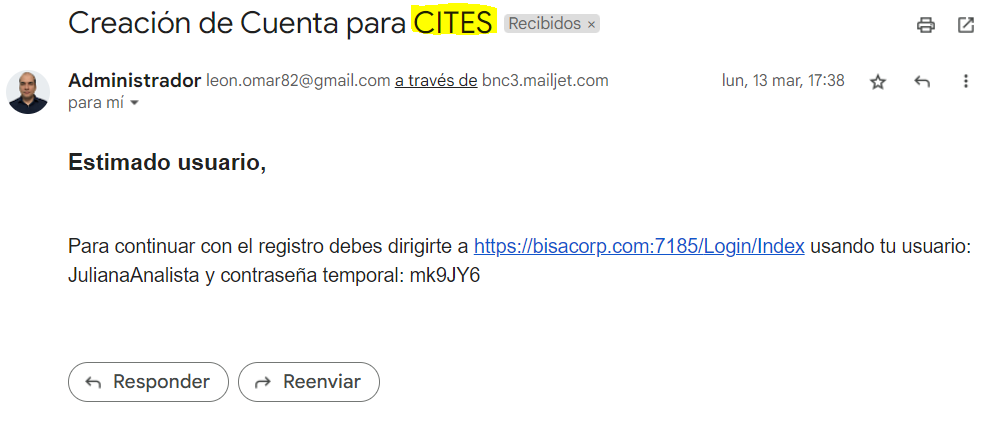 Creación de Cuenta para CITES Recibidos ×
Administrador leon.omar82@gmail.com a través de bnc3.mailjet.com lun, 13 mar, 17:38
para mí
Estimado usuario,
Para continuar con el registro debes dirigirte a https://bisacorp.com:7185/Login/Index usando tu usuario:
JulianaAnalista y contraseña temporal: mk9JY6
Responder Reenviar